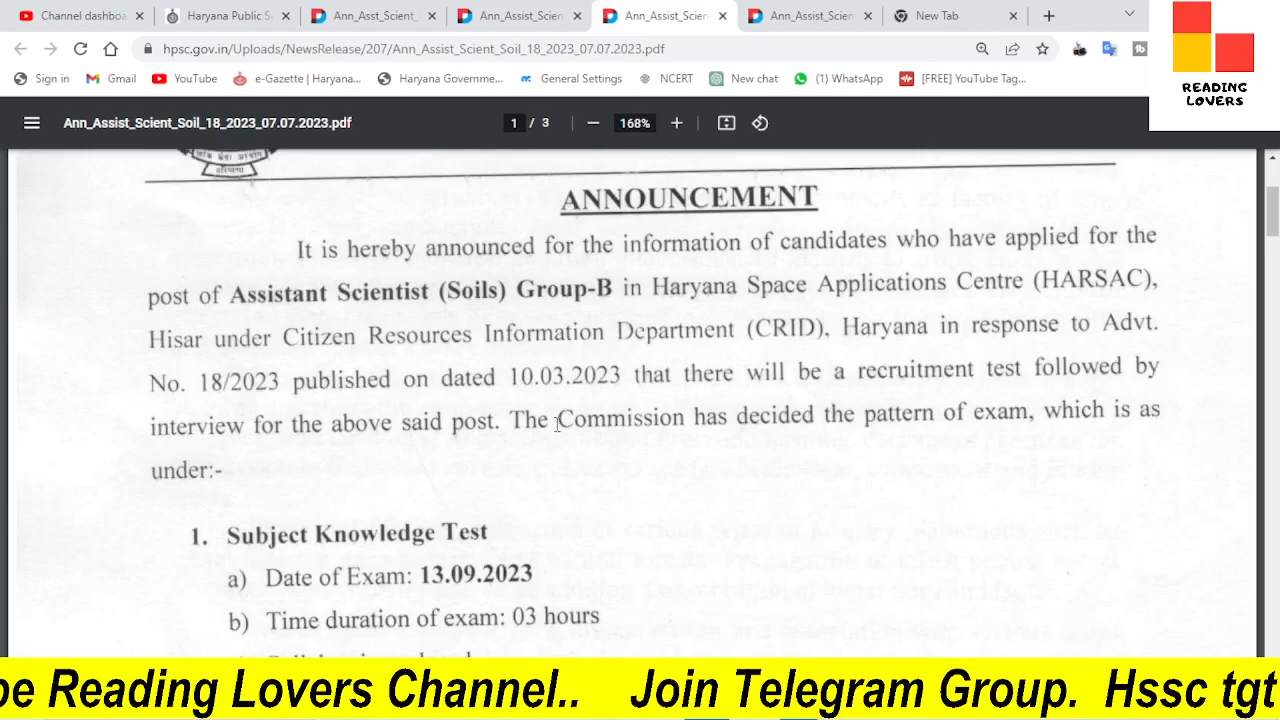 Channel dashboa
Haryana Public S
Ann_Asst_Scient_
Ann_Assist_Scien
Ann_Assist_Scien
Ann_Assist_Scien
New Tab
hpsc.gov.in/Uploads/NewsRelease/207/Ann_Assist_Scient_Soil_18_2023_07.07.2023.pdf
Sign in
Gmail
YouTube
e-Gazette | Haryana...
Haryana Governme...
General Settings
NCERT
New chat
(1) WhatsApp
[FREE] YouTube Tag...
READING
LOVERS
Ann_Assist_Scient_Soil_18_2023_07.07.2023.pdf
1 / 3
168%
लोक सेवा आयोग
हरियाणा
ANNOUNCEMENT
It is hereby announced for the information of candidates who have applied for the
post of Assistant Scientist (Soils) Group-B in Haryana Space Applications Centre (HARSAC),
Hisar under Citizen Resources Information Department (CRID), Haryana in response to Advt.
No. 18/2023 published on dated 10.03.2023 that there will be a recruitment test followed by
interview for the above said post. The Commission has decided the pattern of exam, which is as
under:-
1. Subject Knowledge Test
a) Date of Exam: 13.09.2023
b) Time duration of exam: 03 hours
be Reading Lovers Channel.. Join Telegram Group. Hssc tgt